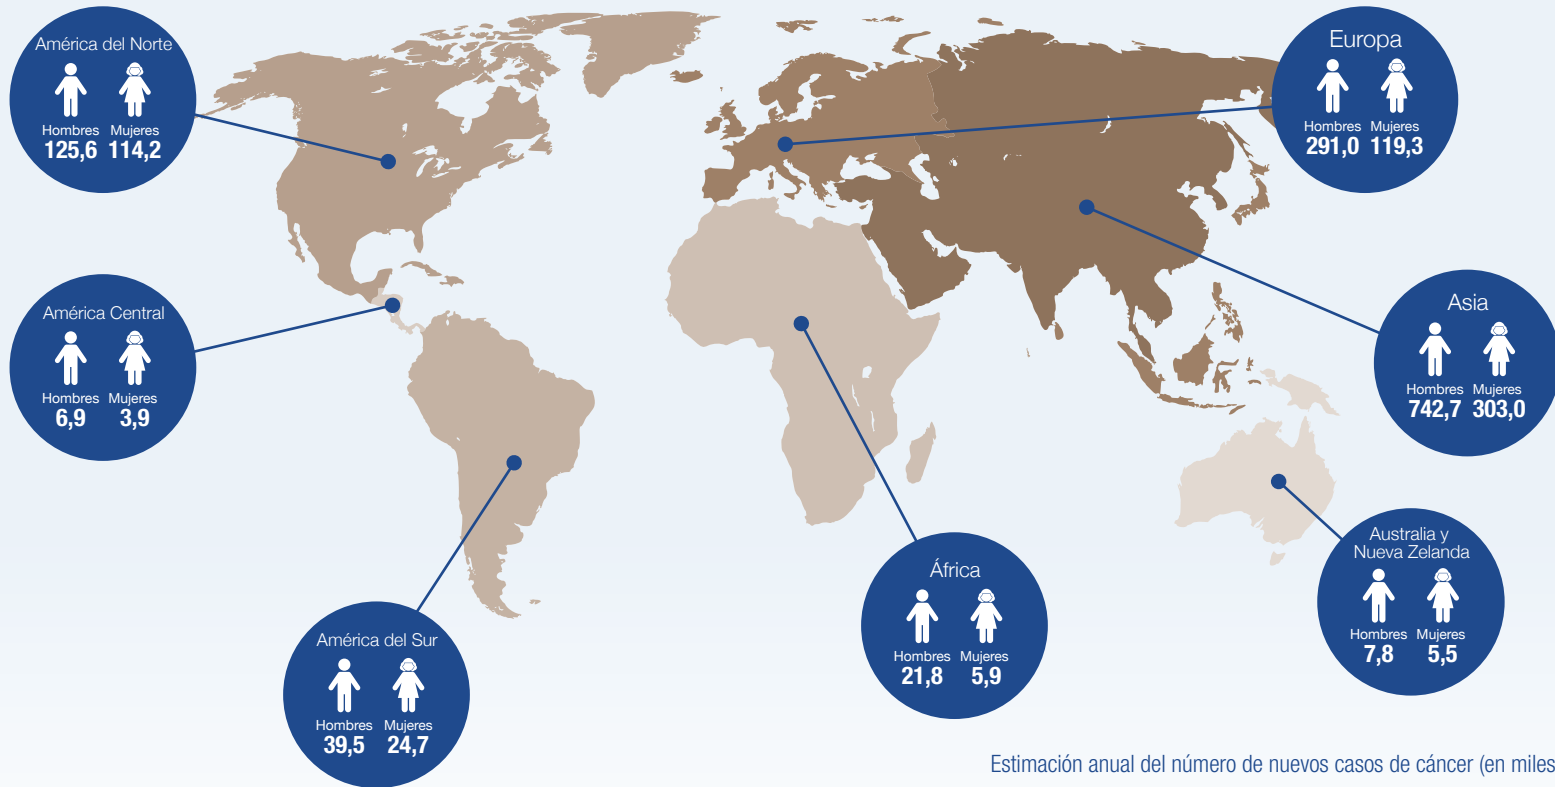 América del Norte
Hombres Mujeres
125,6 114,2
Europa
Hombres Mujeres
291,0 119,3
América Central
Hombres Mujeres
6,9 3,9
Asia
Hombres Mujeres
742,7 303,0
América del Sur
Hombres Mujeres
39,5 24,7
África
Hombres Mujeres
21,8 5,9
Australia y
Nueva Zelanda
Hombres Mujeres
7,8 5,5
Estimación anual del número de nuevos casos de cáncer (en miles